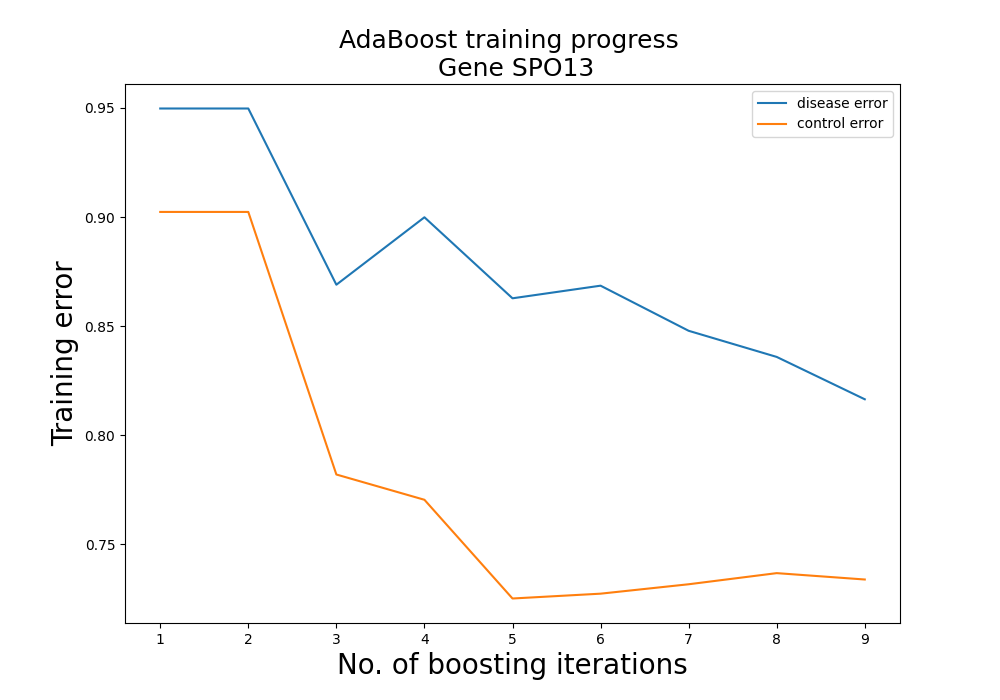 AdaBoost training progress
Gene SPO13
disease error
control error
Training error
0.95
0.90
0.85
0.80
0.75
1 2 3 4 5 6 7 8 9
No. of boosting iterations